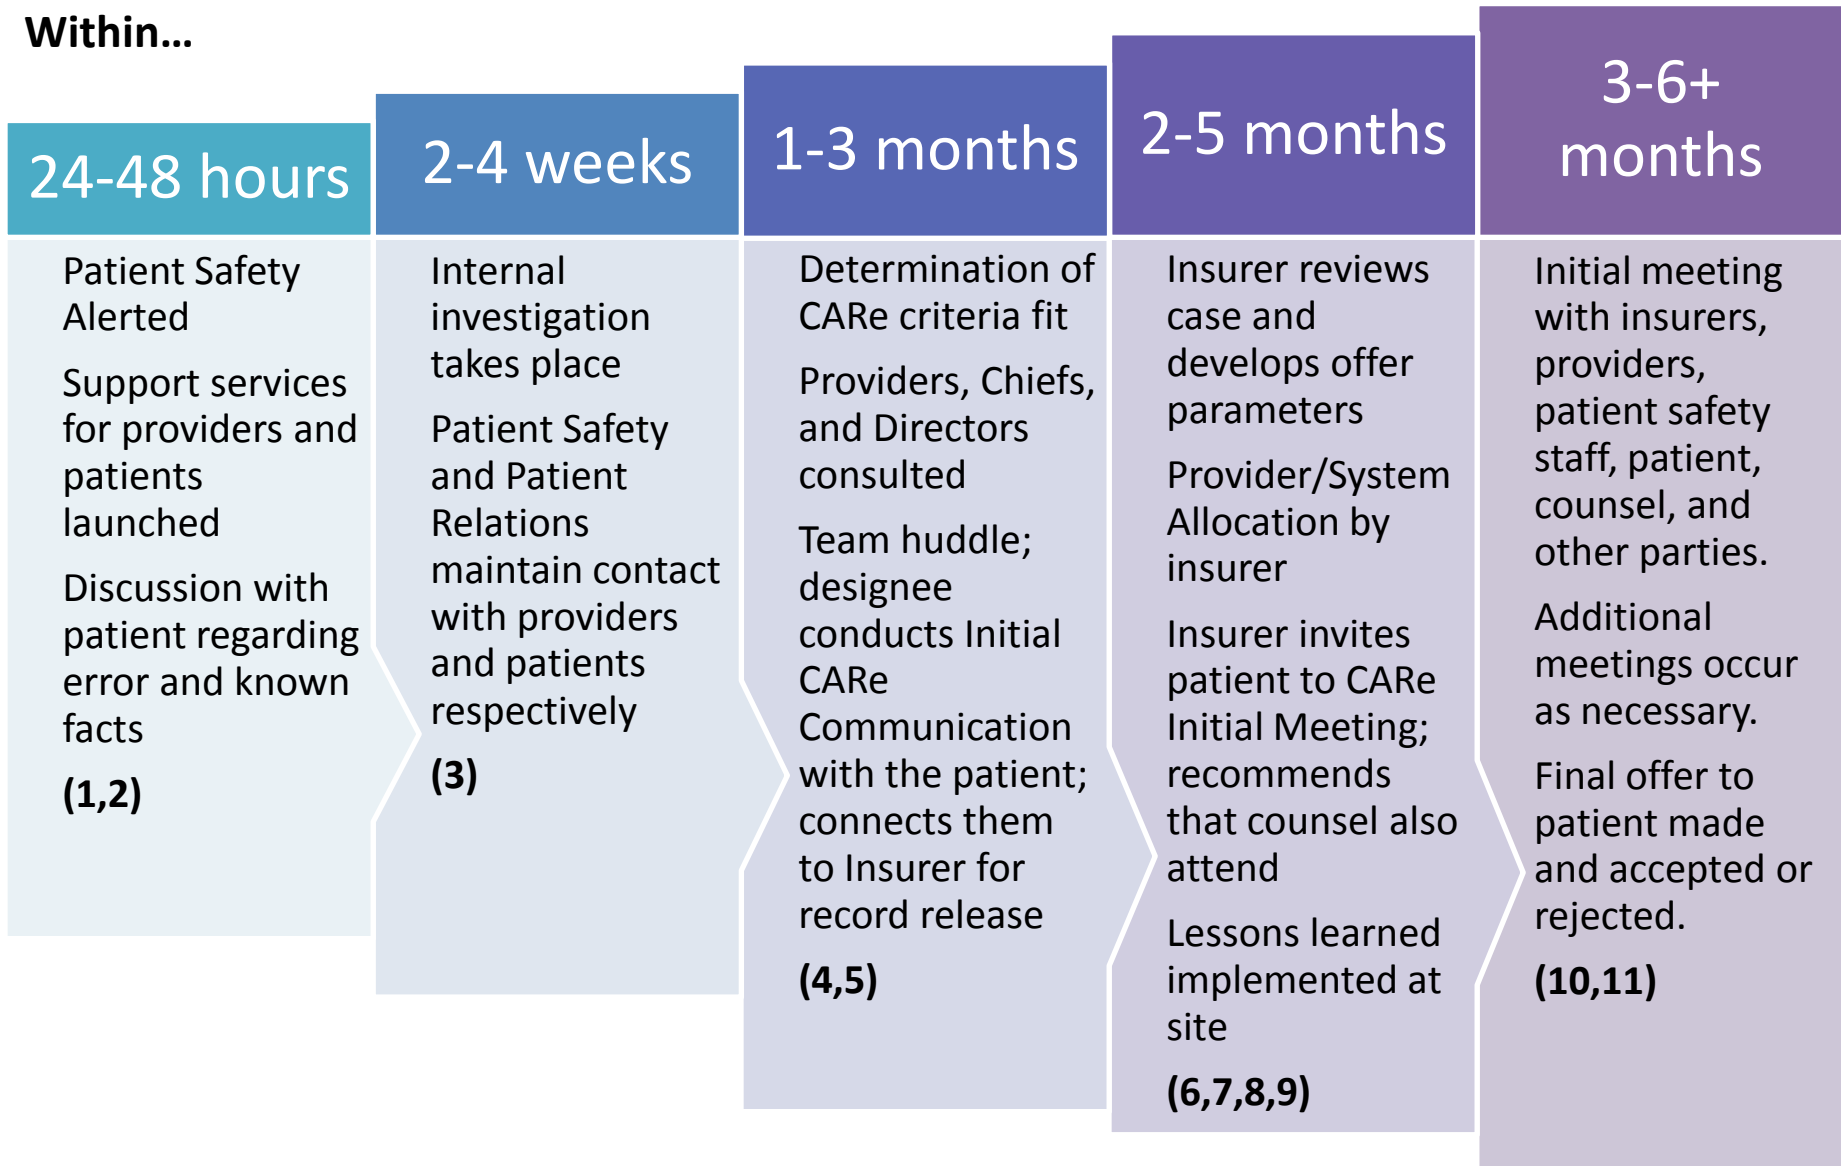 Within…
24-48 hours
Patient Safety
Alerted
Support services
for providers and
patients
launched
Discussion with
patient regarding
error and known
facts
(1,2)
2-4 weeks
Internal
investigation
takes place
Patient Safety
and Patient
Relations
maintain contact
with providers
and patients
respectively
(3)
1-3 months
Determination of
CARe criteria fit
Providers, Chiefs,
and Directors
consulted
Team huddle;
designee
conducts Initial
CARe
Communication
with the patient;
connects them
to Insurer for
record release
(4,5)
2-5 months
Insurer reviews
case and
develops offer
parameters
Provider/System
Allocation by
insurer
Insurer invites
patient to CARe
Initial Meeting;
recommends
that counsel also
attend
Lessons learned
implemented at
site
(6,7,8,9)
3-6+
months
Initial meeting
with insurers,
providers,
patient safety
staff, patient,
counsel, and
other parties.
Additional
meetings occur
as necessary.
Final offer to
patient made
and accepted or
rejected.
(10,11)